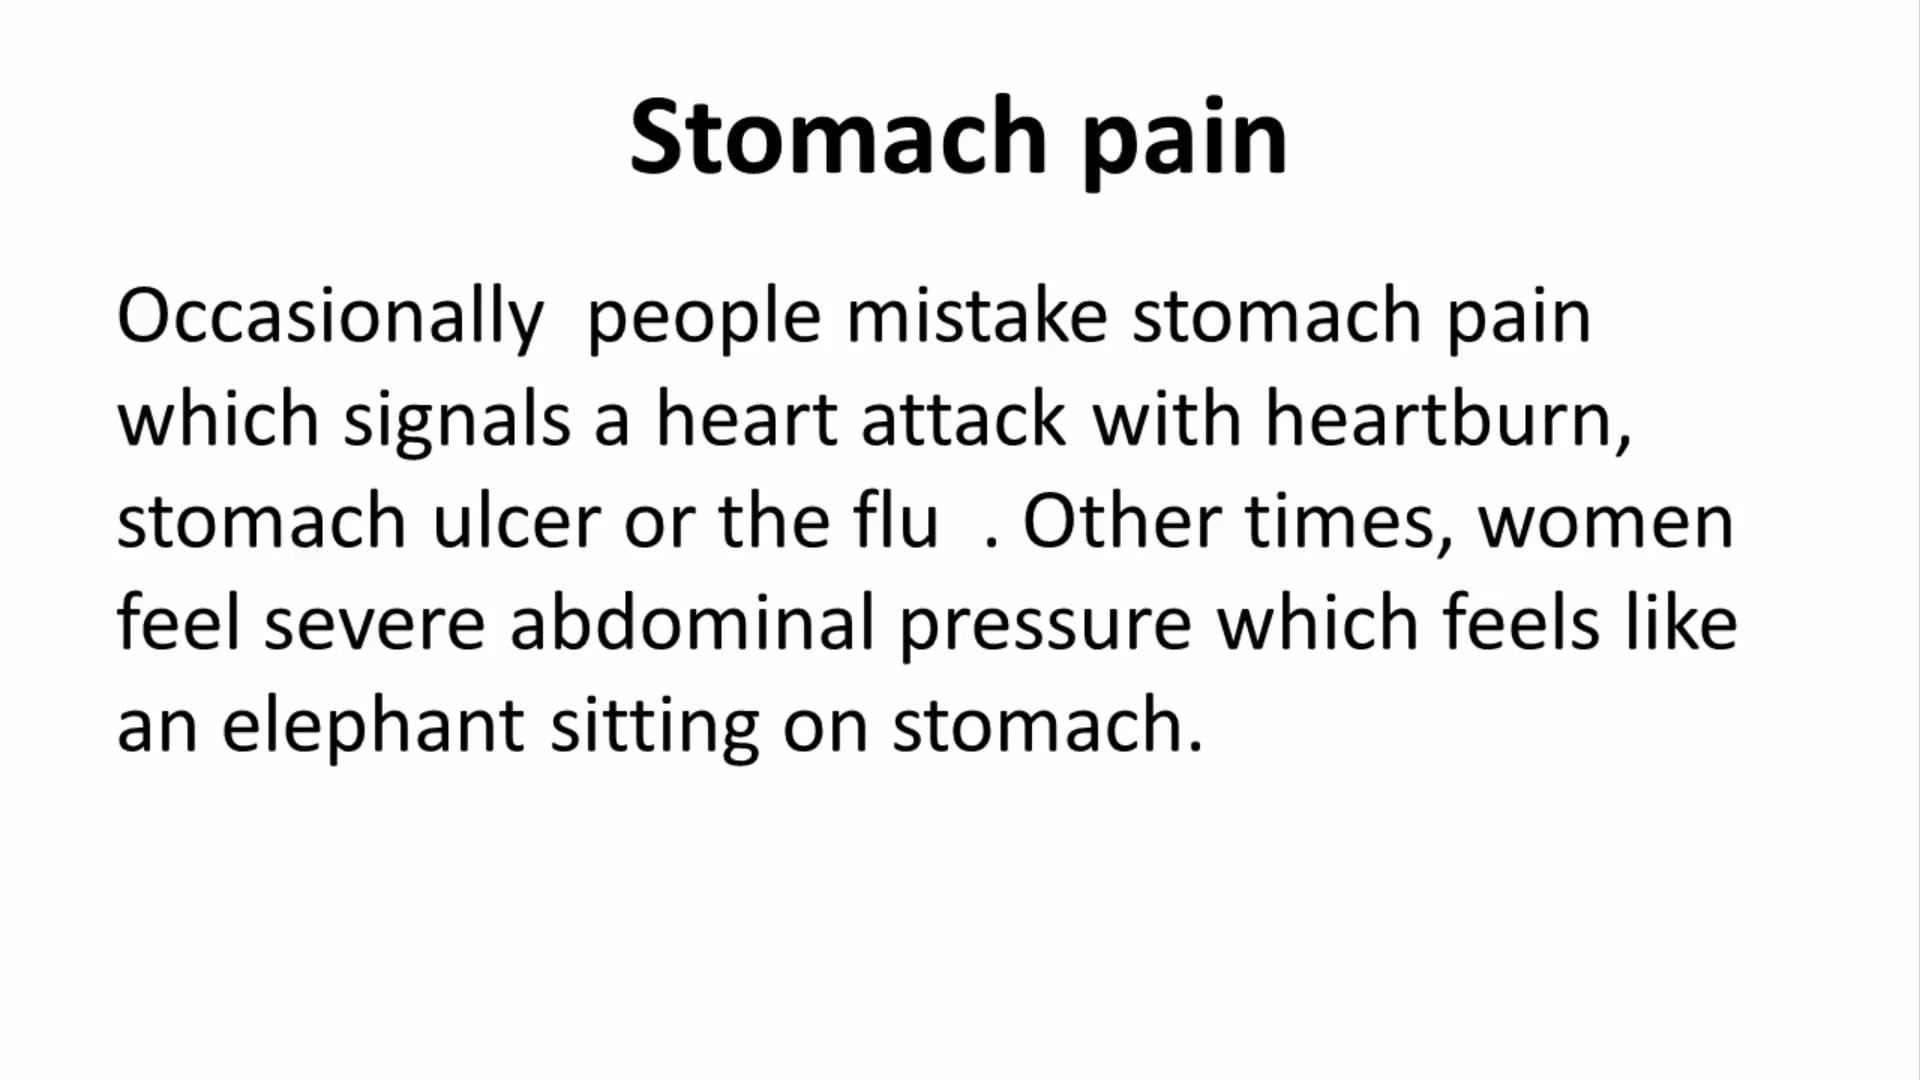 Stomach pain
Occasionally  people mistake stomach pain
which signals a heart attack with heartburn,
stomach ulcer or the flu  . Other times, women
feel severe abdominal pressure which feels like
an elephant sitting on stomach.